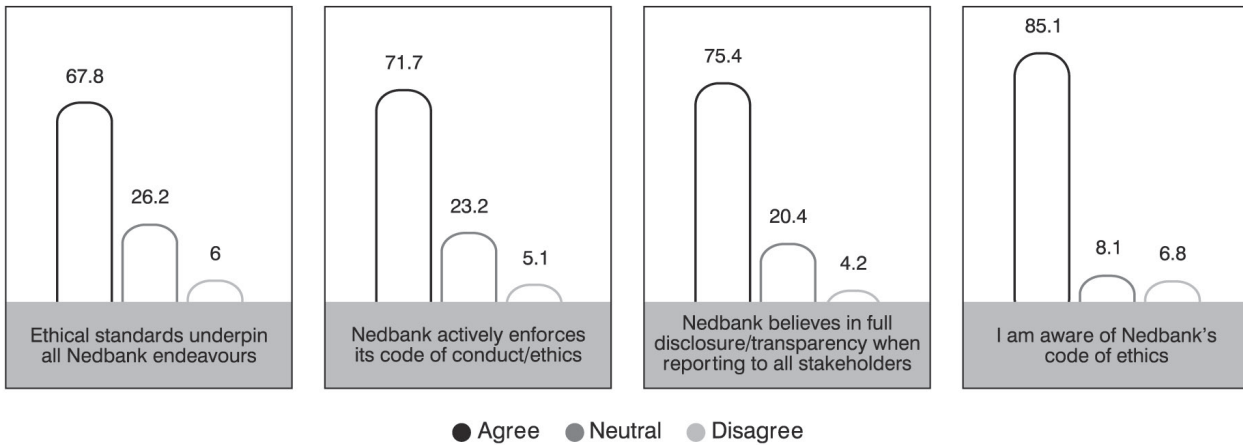 67.8
26.2
6
Ethical standards underpin
all Nedbank endeavours
71.7
23.2
5.1
Nedbank actively enforces
its code of conduct/ethics
75.4
20.4
4.2
Nedbank believes in full
disclosure/transparency when
reporting to all stakeholders
85.1
8.1
6.8
I am aware of Nedbank's
code of ethics
Agree Neutral Disagree